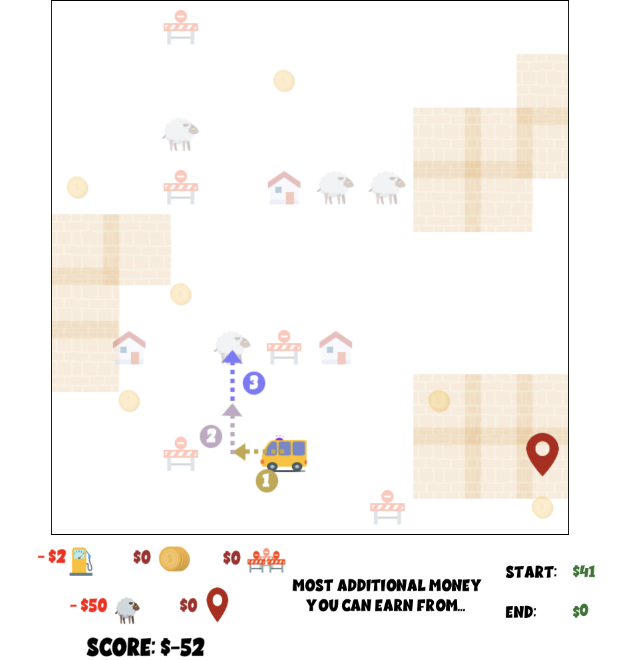 3
2
1
- $2
$0
$0
MOST ADDITIONAL MONEY
YOU CAN EARN FROM...
START: $41
END: $0
- $50
$0
SCORE: $-52